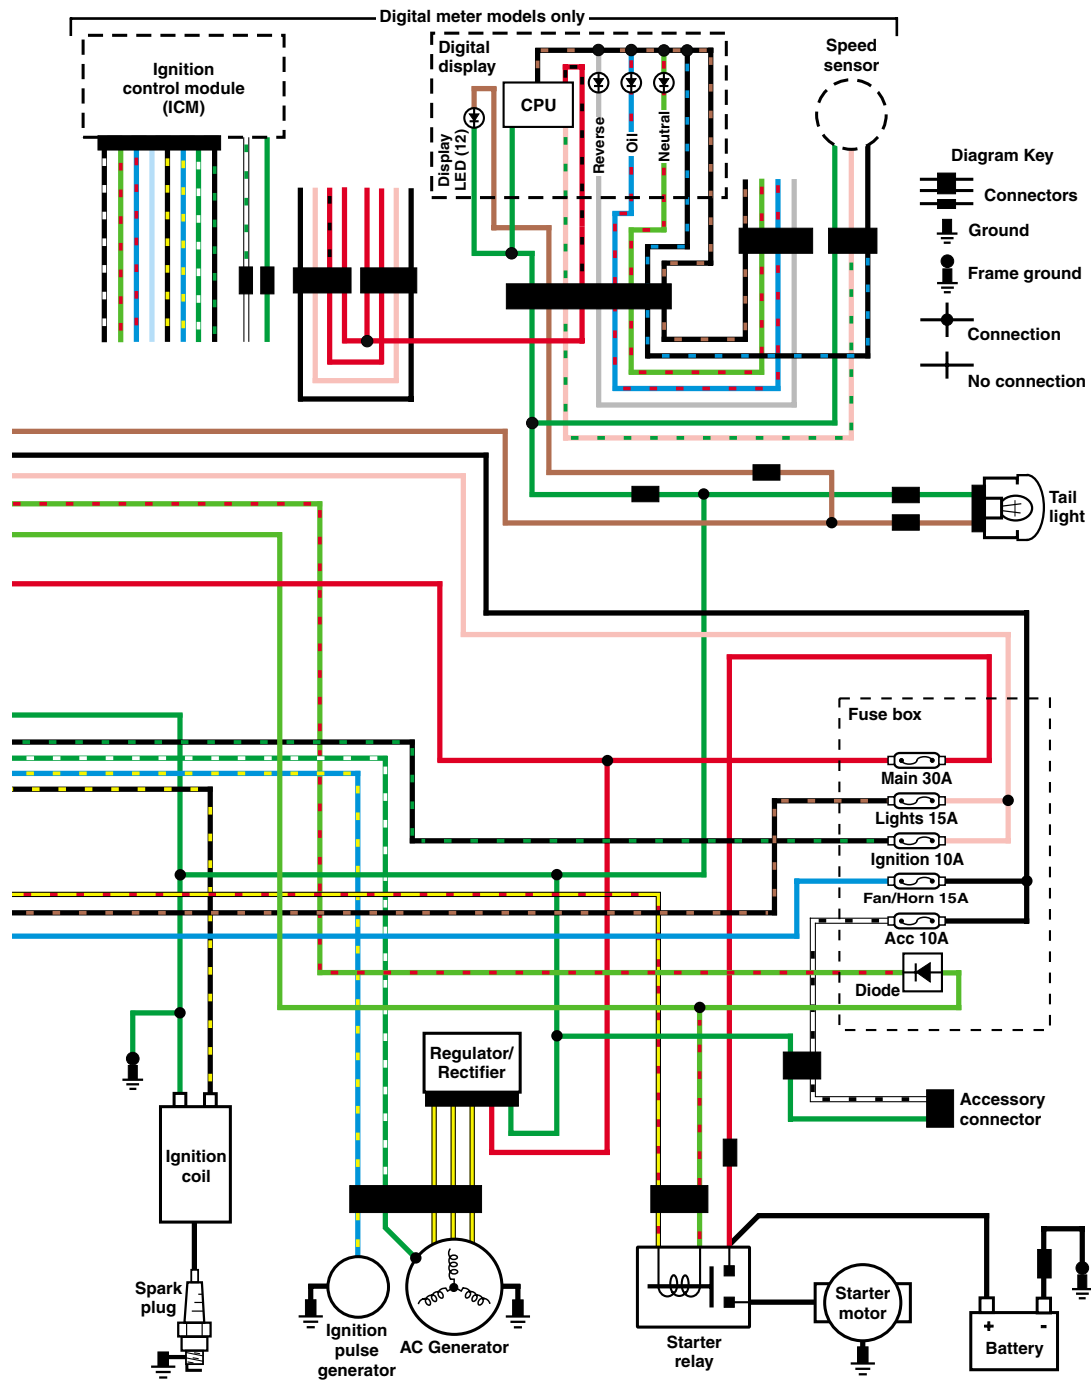 Digital meter models only
Ignition
control module
(ICM)
Digital
display
CPU
Display
LED (12)
Reverse
Oil
Neutral
Speed
sensor
Diagram Key
Connectors
Ground
Frame ground
Connection
No connection
Tail
light
Fuse box
Main 30A
Lights 15A
Ignition 10A
Fan/Horn 15A
Acc 10A
Diode
Regulator/
Rectifier
Accessory
connector
Ignition
coil
Spark
plug
Ignition
pulse
generator
AC Generator
Starter
relay
Starter
motor
+ -
Battery